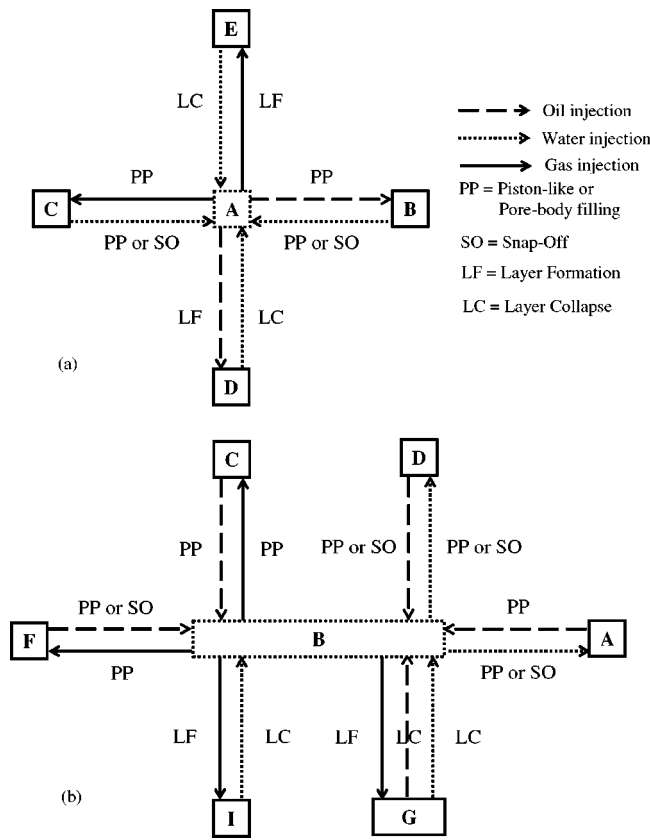 E
LC
LF
PP
PP
C
A
B
PP or SO
PP or SO
LF
LC
D
(a)
Oil injection
Water injection
Gas injection
PP = Piston-like or
Pore-body filling
SO = Snap-Off
LF = Layer Formation
LC = Layer Collapse
C
D
PP
PP
PP or SO
PP or SO
PP or SO
PP
F
B
A
PP
PP or SO
LF
LC
LF
LC
LC
I
G
(b)